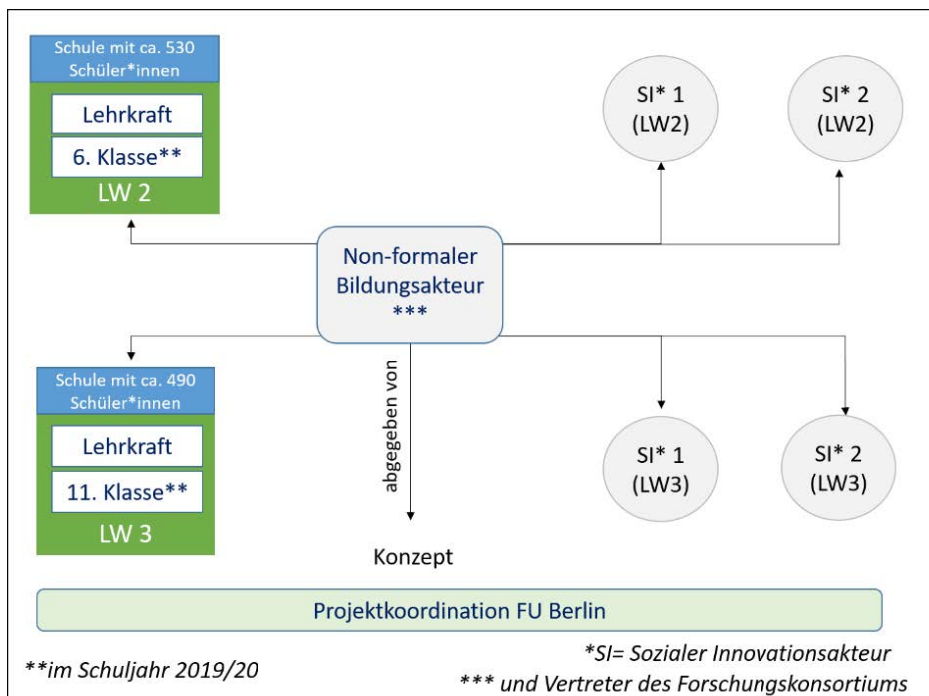 Schule mit ca. 530
Schüler*innen
Lehrkraft
6. Klasse**
LW 2
SI* 1
(LW2)
SI* 2
(LW2)
Non-formaler
Bildungsakteur
***
Schule mit ca. 490
Schüler*innen
Lehrkraft
11. Klasse**
LW 3
abgegeben von
Konzept
SI* 1
(LW3)
SI* 2
(LW3)
Projektkoordination FU Berlin
**im Schuljahr 2019/20
*SI= Sozialer Innovationsakteur
*** und Vertreter des Forschungskonsortiums